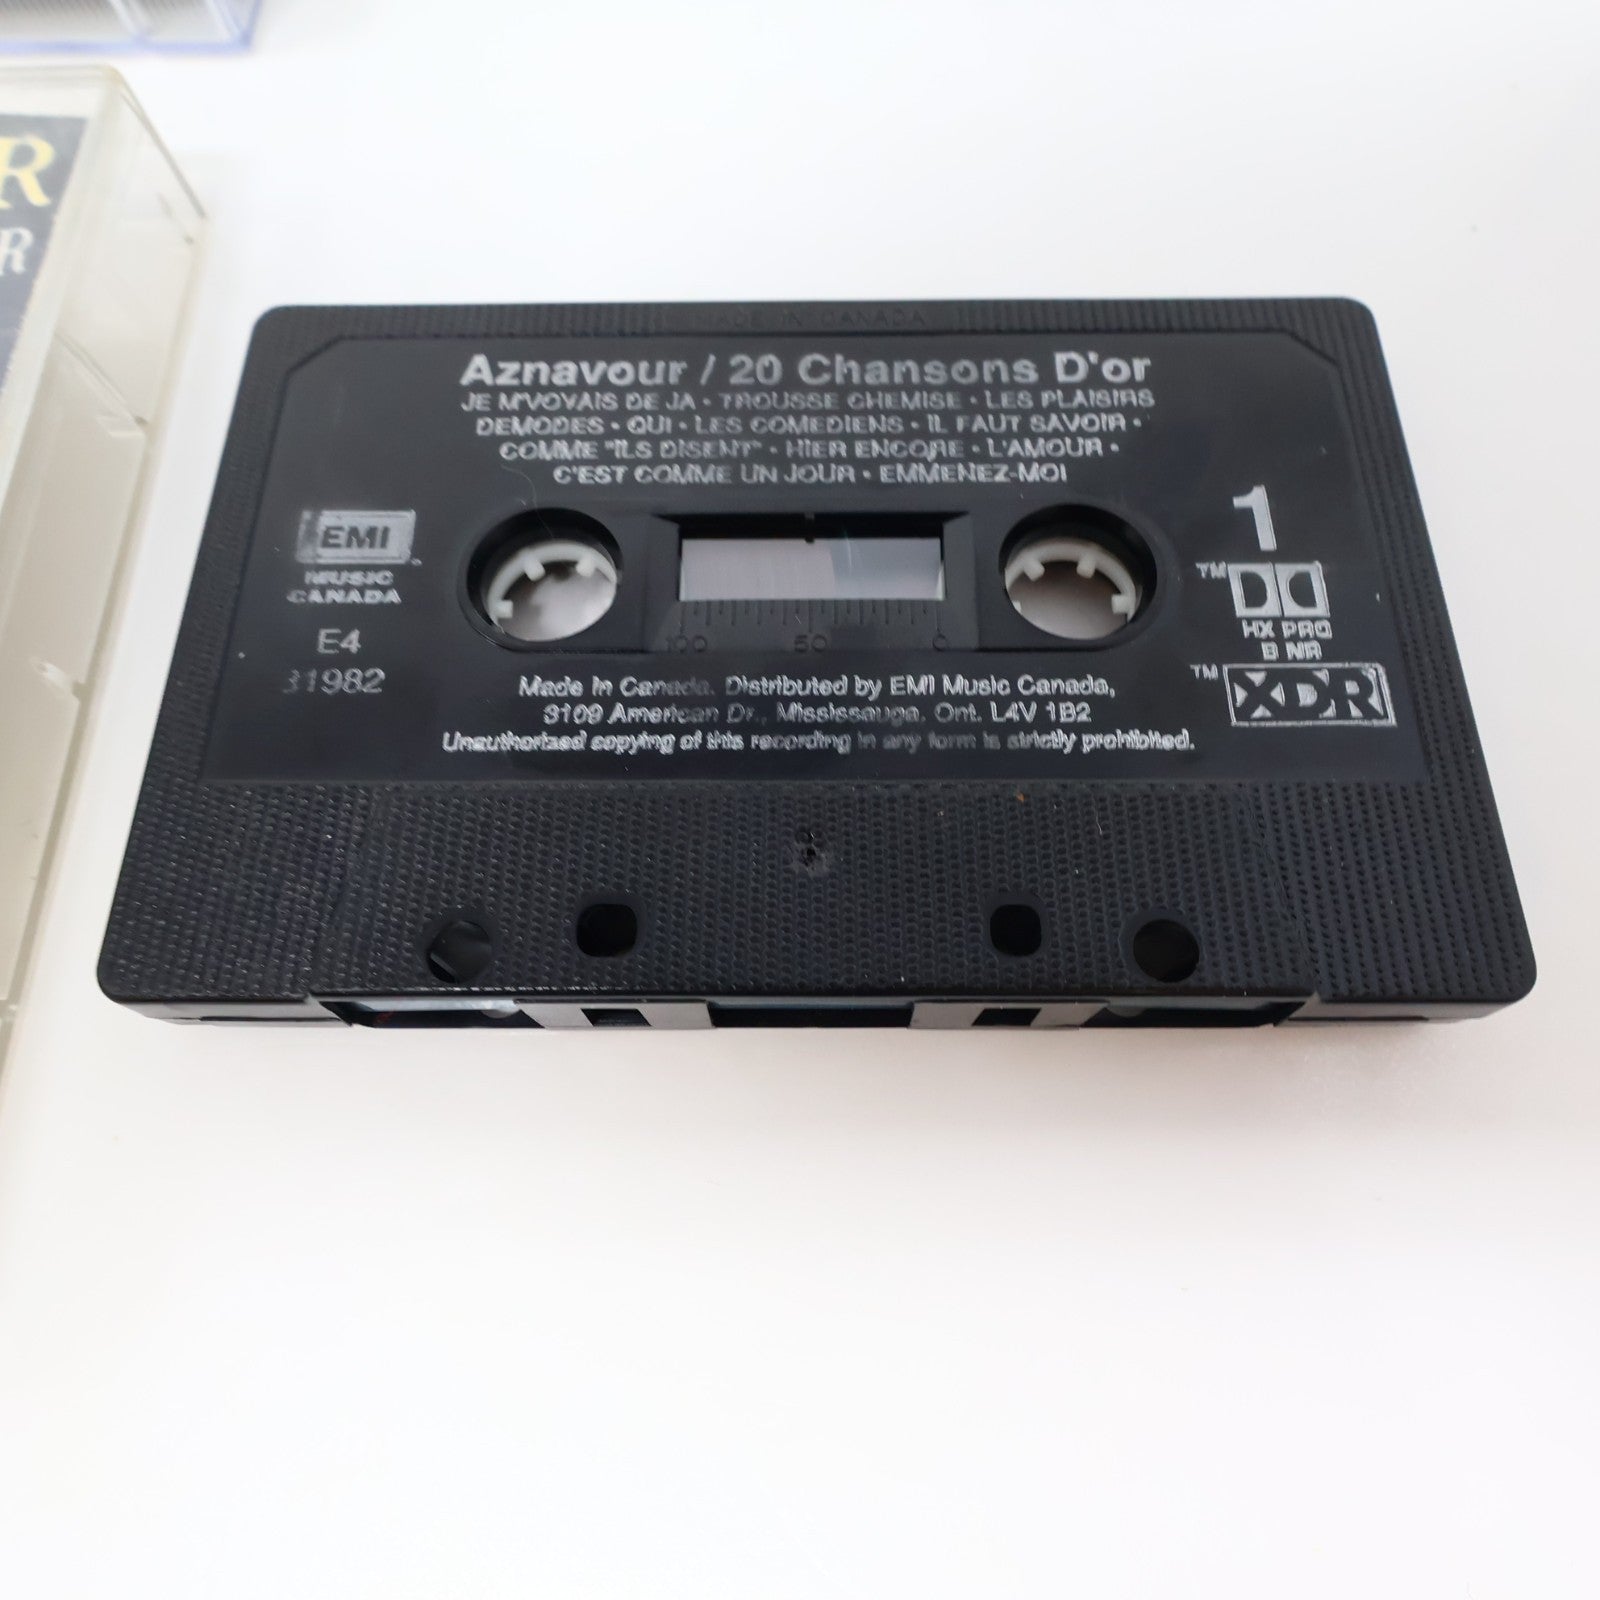 R
R
MADE IN CANADA
Aznavour / 20 Chansons D'or
JE M'VOYAIS DE JA • TROUSSE CHEMISE • LES PLAISIRS
DEMODES • QUI • LES COMEDIENS • IL FAUT SAVOIR •
COMME "ILS DISENT" • HIER ENCORE • L'AMOUR •
C'EST COMME UN JOUR • EMMENEZ-MOI
EMI
MUSIC
CANADA
E4
31982
1
TM
HX PRO
B NR
TM XDR
100 50 0
Made in Canada. Distributed by EMI Music Canada,
3109 American Dr., Mississauga, Ont. L4V 1B2
Unauthorized copying of this recording in any form is strictly prohibited.